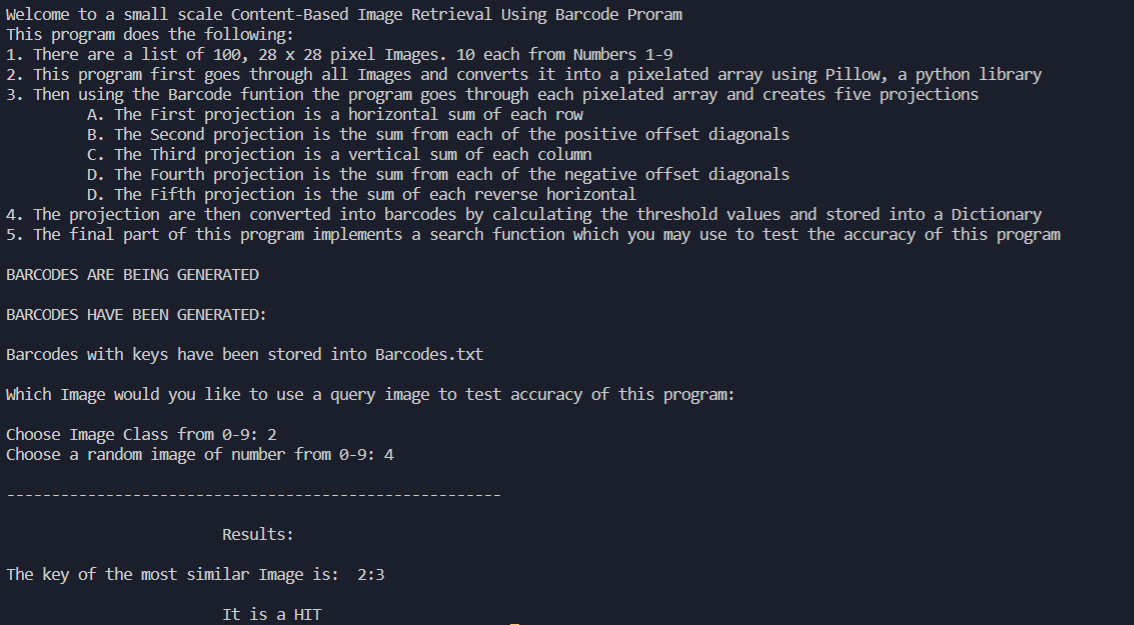 Welcome to a small scale Content-Based Image Retrieval Using Barcode Proram
This program does the following:
1. There are a list of 100, 28 x 28 pixel Images. 10 each from Numbers 1-9
2. This program first goes through all Images and converts it into a pixelated array using Pillow, a python library
3. Then using the Barcode funtion the program goes through each pixelated array and creates five projections
A. The First projection is a horizontal sum of each row
B. The Second projection is the sum from each of the positive offset diagonals
C. The Third projection is a vertical sum of each column
D. The Fourth projection is the sum from each of the negative offset diagonals
D. The Fifth projection is the sum of each reverse horizontal
4. The projection are then converted into barcodes by calculating the threshold values and stored into a Dictionary
5. The final part of this program implements a search function which you may use to test the accuracy of this program
BARCODES ARE BEING GENERATED
BARCODES HAVE BEEN GENERATED:
Barcodes with keys have been stored into Barcodes.txt
Which Image would you like to use a query image to test accuracy of this program:
Choose Image Class from 0-9: 2
Choose a random image of number from 0-9: 4
-------------------------------------------------------
Results:
The key of the most similar Image is:  2:3
It is a HIT